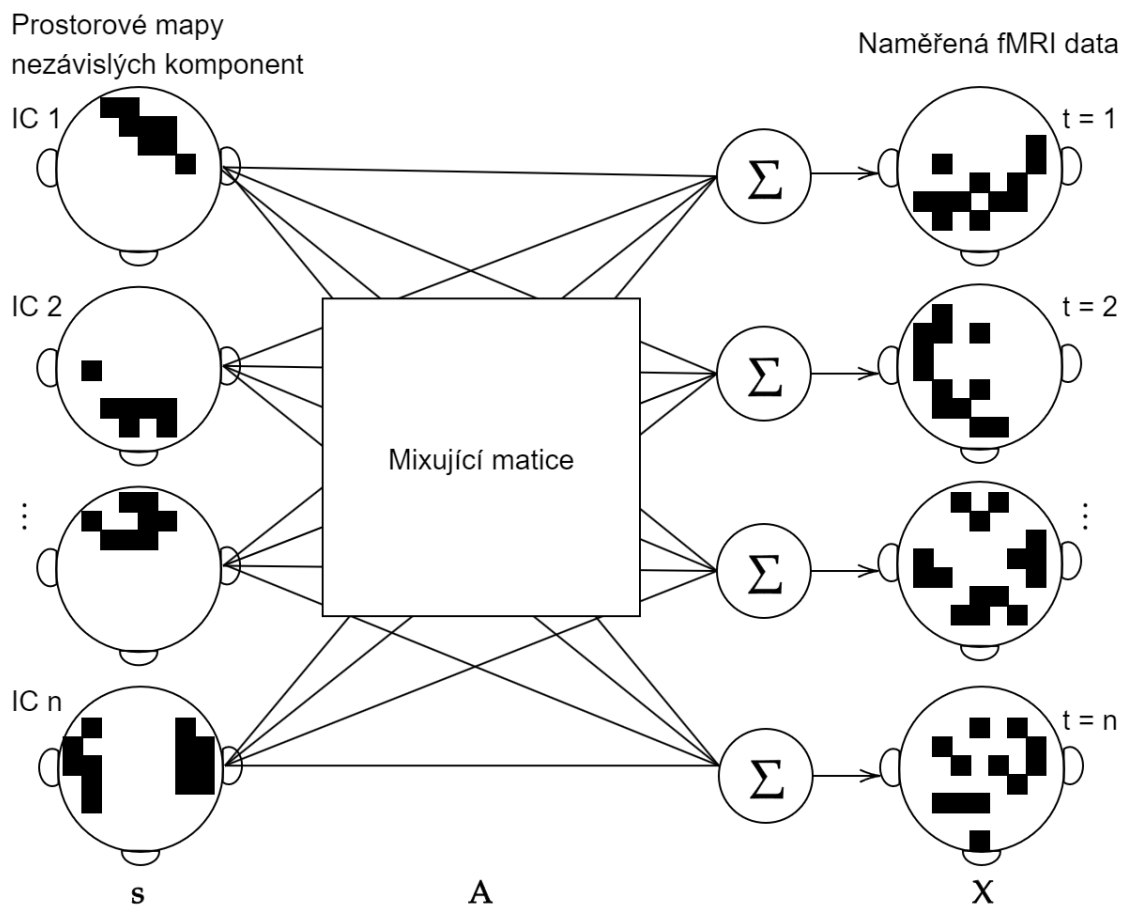 Prostorové mapy
nezávislých komponent
Naměřená fMRI data
IC 1
Σ
t = 1
IC 2
Σ
t = 2
Mixující matice
⋮
Σ
⋮
IC n
Σ
t = n
s
A
X